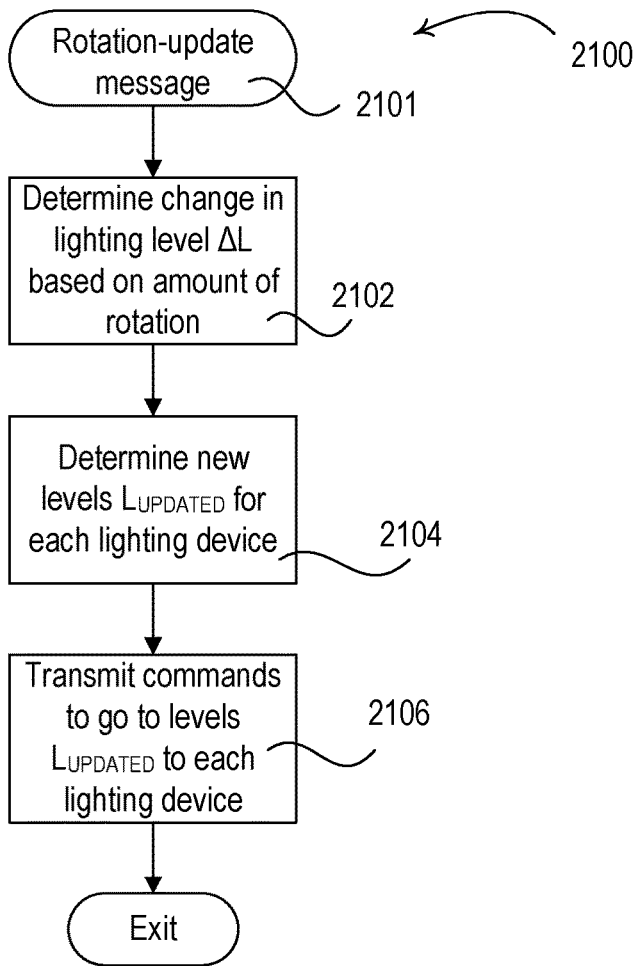 Rotation-update
message
2100
2101
Determine change in
lighting level ΔL
based on amount of
rotation
2102
Determine new
levels LUPDATED for
each lighting device
2104
Transmit commands
to go to levels
LUPDATED to each
lighting device
2106
Exit